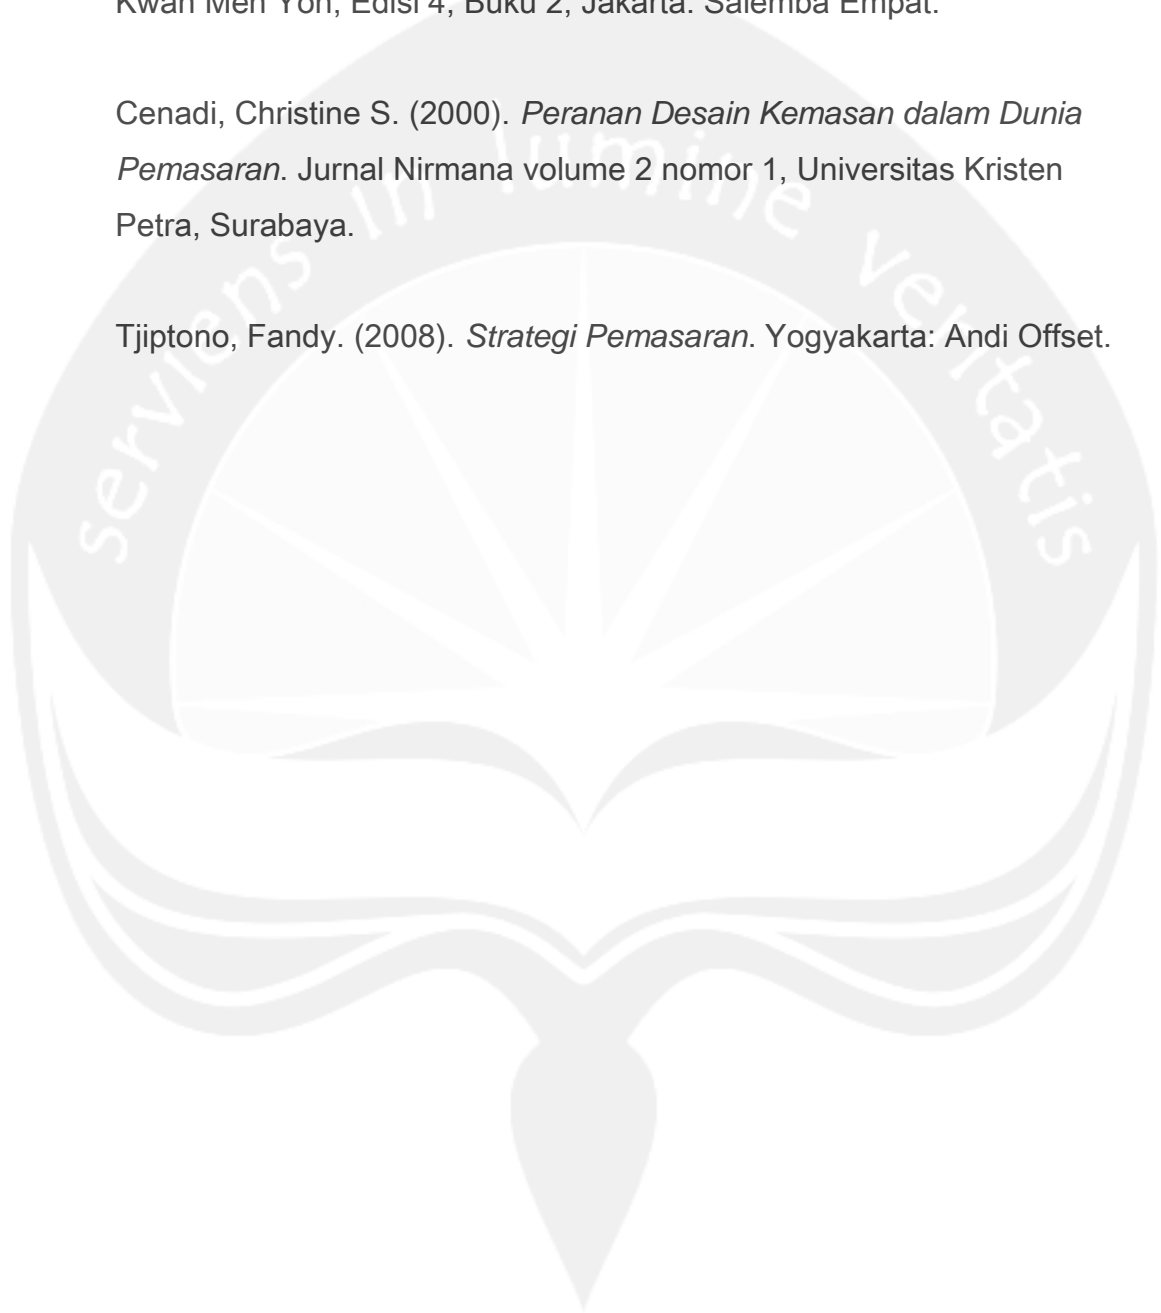 Kwan Men Yon, Edisi 4, Buku 2, Jakarta: Salemba Empat.
Cenadi, Christine S. (2000). Peranan Desain Kemasan dalam Dunia
Pemasaran. Jurnal Nirmana volume 2 nomor 1, Universitas Kristen
Petra, Surabaya.
Tjiptono, Fandy. (2008). Strategi Pemasaran. Yogyakarta: Andi Offset.
serviens in lumine veritatis